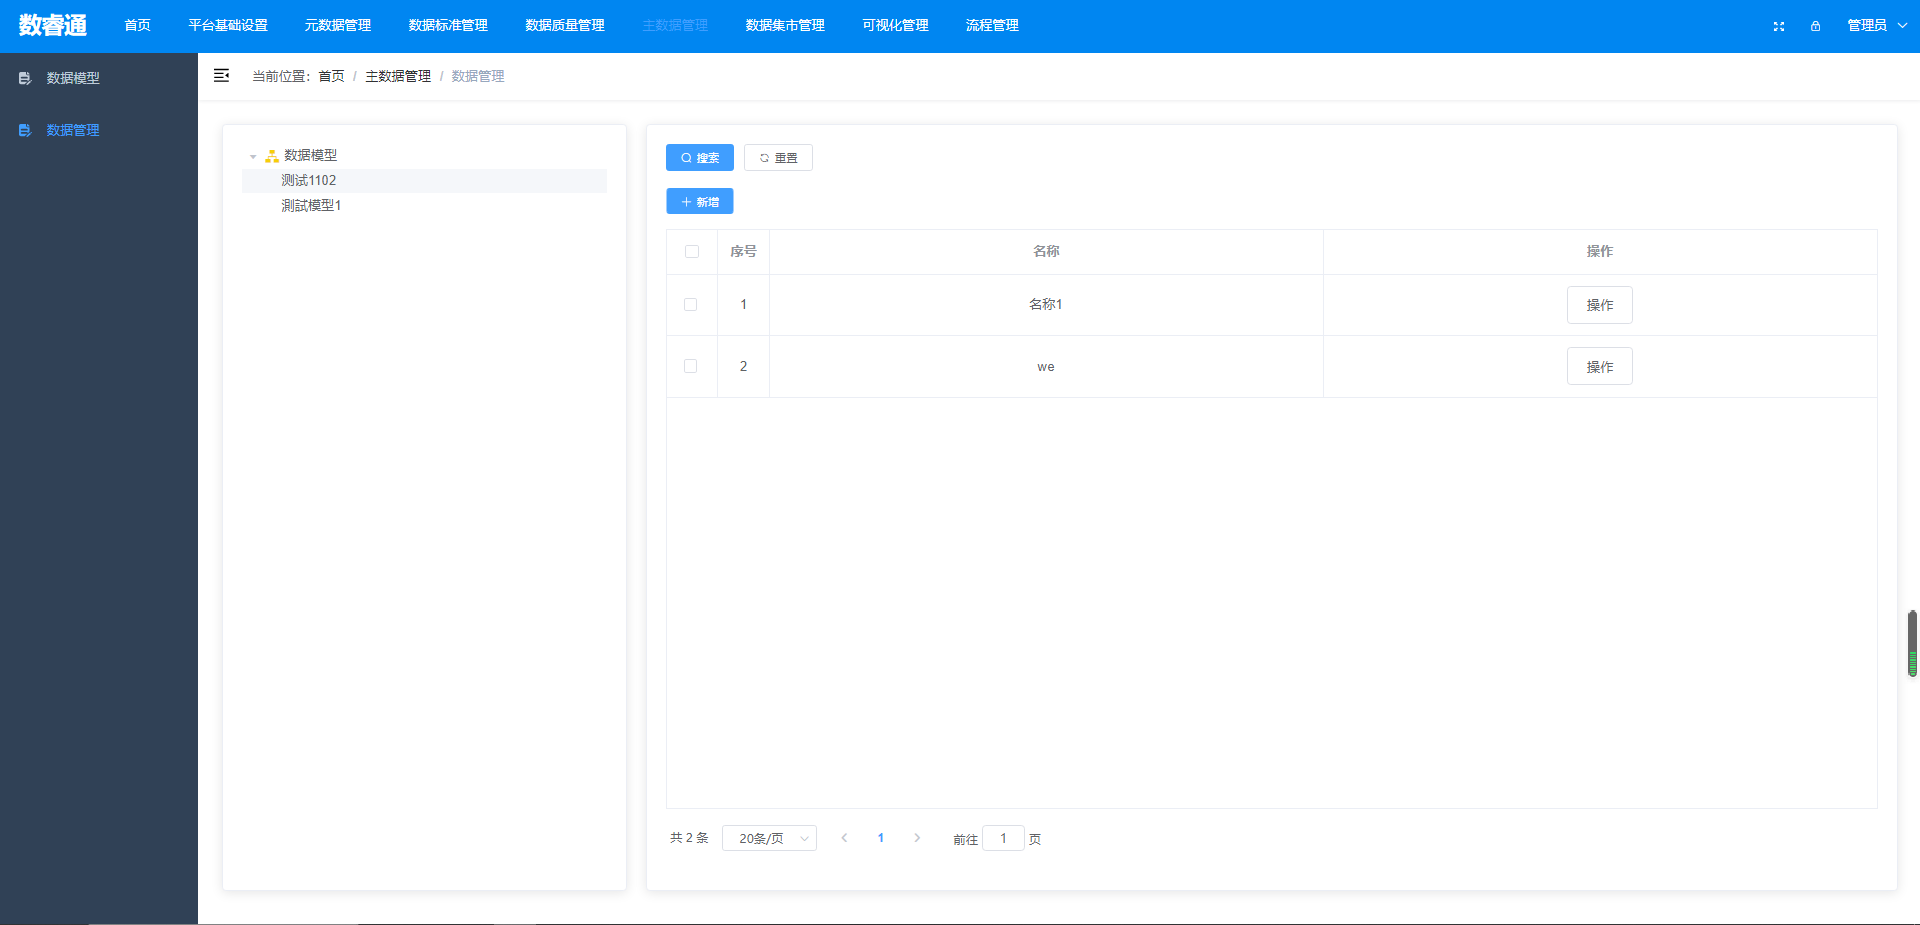 数睿通 首页 平台基础设置 元数据管理 数据标准管理 数据质量管理 主数据管理 数据集市管理 可视化管理 流程管理 管理员
数据模型
数据管理
当前位置: 首页 / 主数据管理 / 数据管理
数据模型
测试1102
測試模型1
搜索 重置
新增
序号 名称 操作
1 名称1 操作
2 we 操作
共 2 条 20条/页 1 前往 1 页